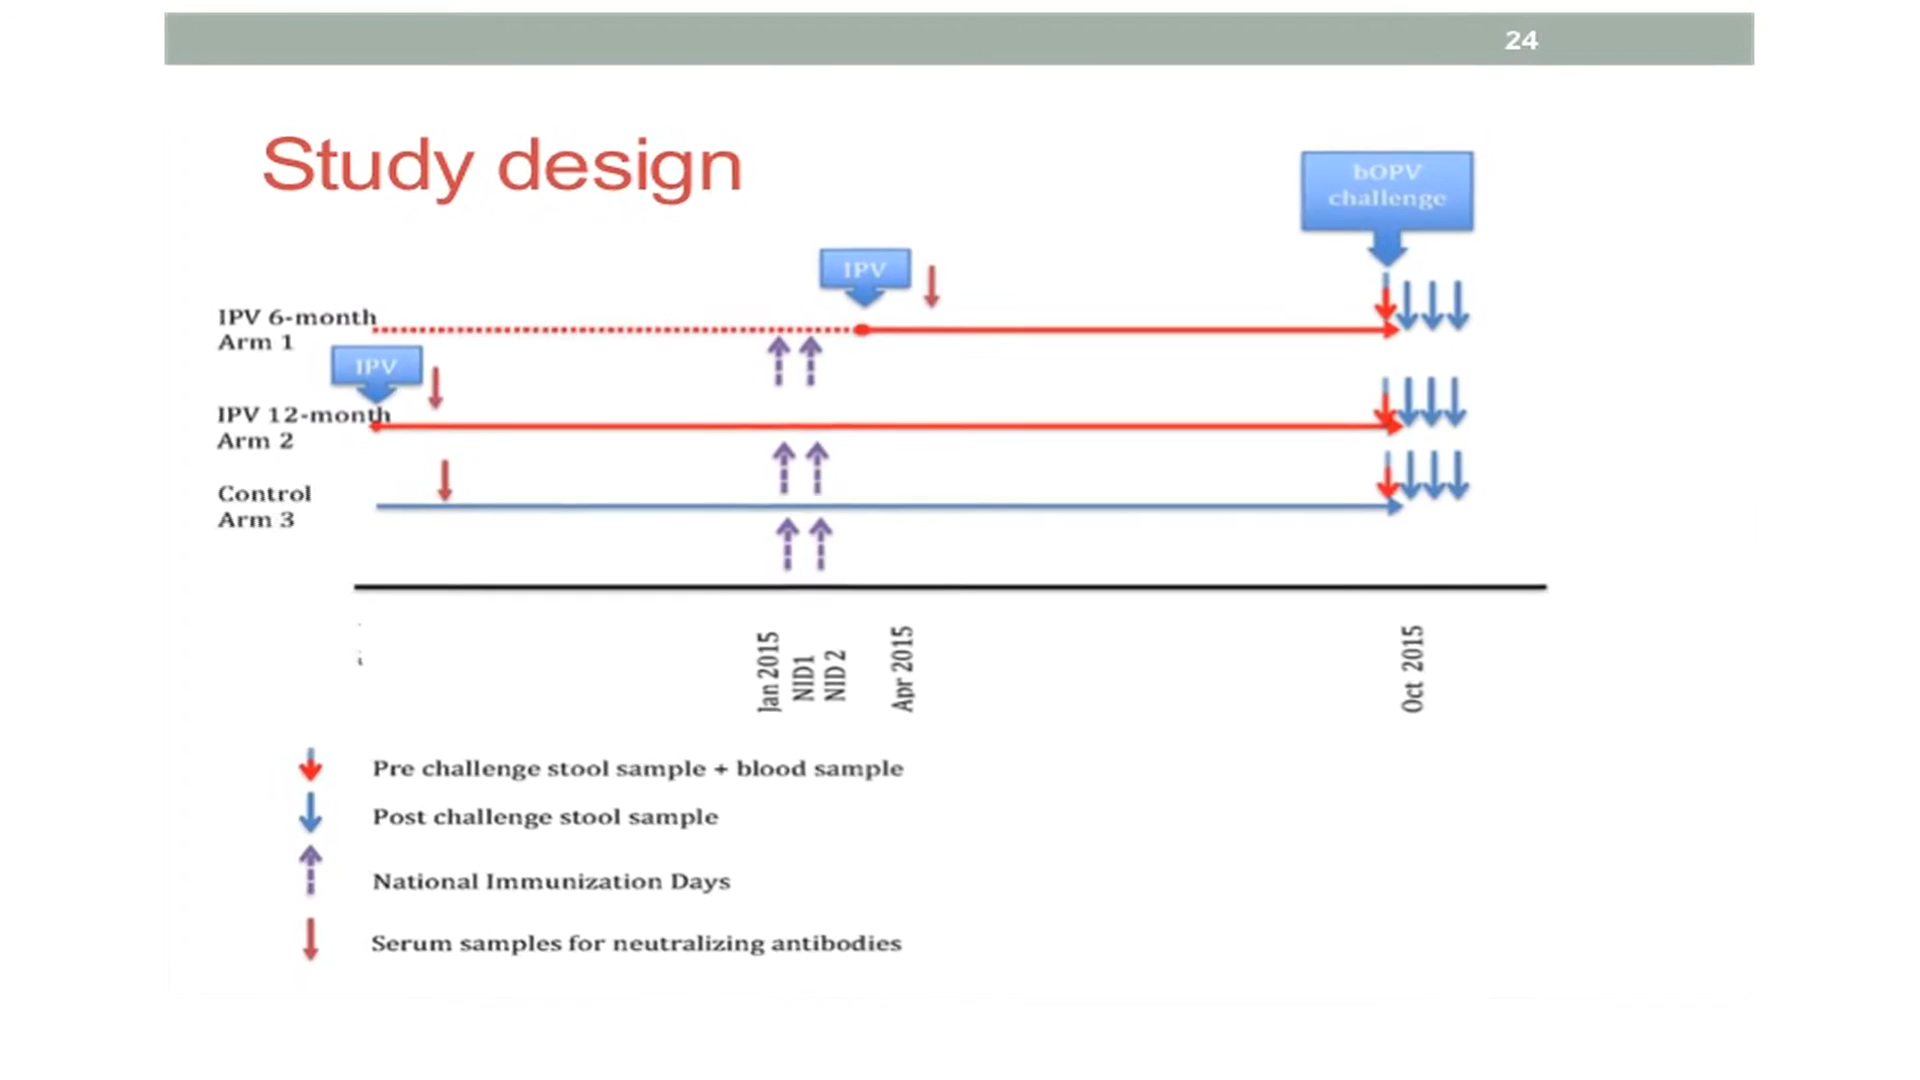 24
Study design
bOPV
challenge
IPV
IPV 6-month
Arm 1
IPV
IPV 12-month
Arm 2
Control
Arm 3
Jan 2015
NID1
NID 2
Apr 2015
Oct 2015
Pre challenge stool sample + blood sample
Post challenge stool sample
National Immunization Days
Serum samples for neutralizing antibodies